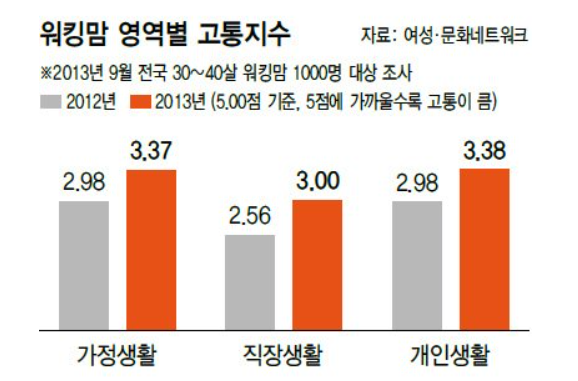 워킹맘 영역별 고통지수 자료: 여성·문화네트워크
※2013년 9월 전국 30~40살 워킹맘 1000명 대상 조사
2012년 2013년 (5.00점 기준, 5점에 가까울수록 고통이 큼)
2.98 3.37 2.56 3.00 2.98 3.38
가정생활 직장생활 개인생활